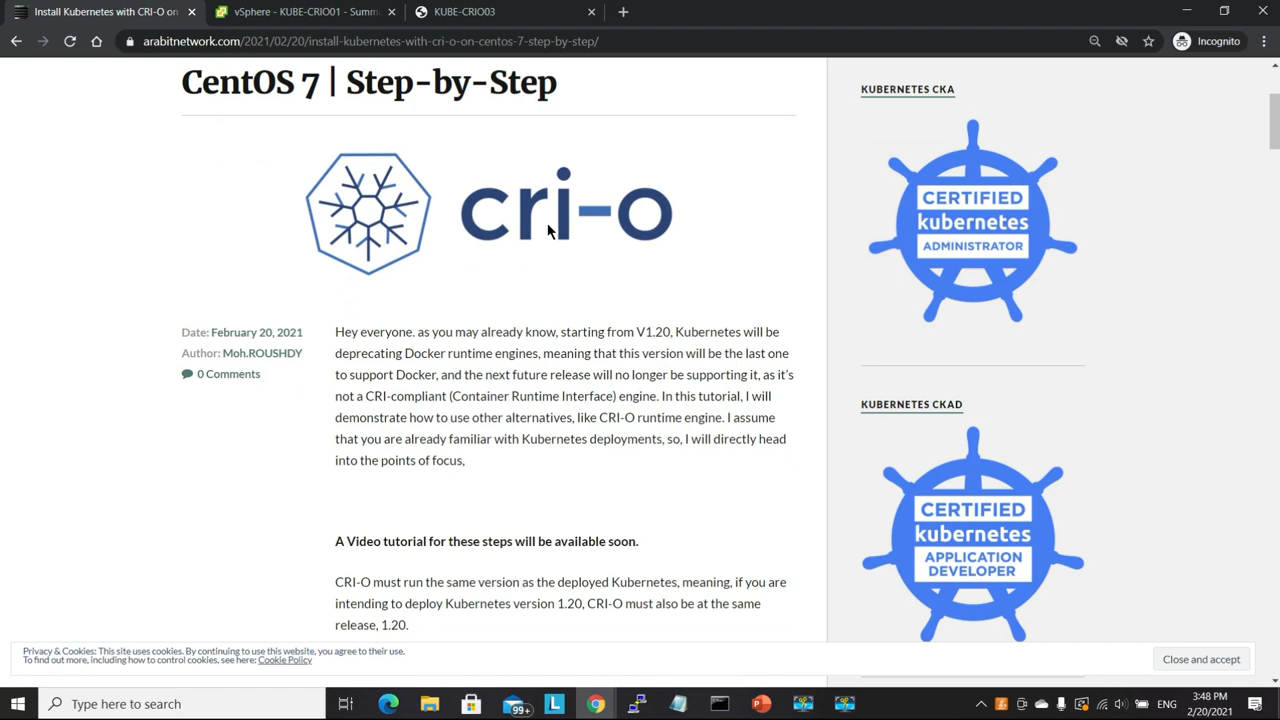 Install Kubernetes with CRI-O on
vSphere - KUBE-CRIO01 - Summ
KUBE-CRIO03
arabitnetwork.com/2021/02/20/install-kubernetes-with-cri-o-on-centos-7-step-by-step/
Incognito
CentOS 7 | Step-by-Step
cri-o
Date: February 20, 2021
Author: Moh.ROUSHDY
0 Comments
Hey everyone. as you may already know, starting from V1.20, Kubernetes will be
deprecating Docker runtime engines, meaning that this version will be the last one
to support Docker, and the next future release will no longer be supporting it, as it's
not a CRI-compliant (Container Runtime Interface) engine. In this tutorial, I will
demonstrate how to use other alternatives, like CRI-O runtime engine. I assume
that you are already familiar with Kubernetes deployments, so, I will directly head
into the points of focus,
A Video tutorial for these steps will be available soon.
CRI-O must run the same version as the deployed Kubernetes, meaning, if you are
intending to deploy Kubernetes version 1.20, CRI-O must also be at the same
release, 1.20.
KUBERNETES CKA
CERTIFIED
kubernetes
ADMINISTRATOR
KUBERNETES CKAD
CERTIFIED
kubernetes
APPLICATION
DEVELOPER
Privacy & Cookies: This site uses cookies. By continuing to use this website, you agree to their use.
To find out more, including how to control cookies, see here: Cookie Policy
Close and accept
Type here to search
99+
L
ENG
3:48 PM
2/20/2021